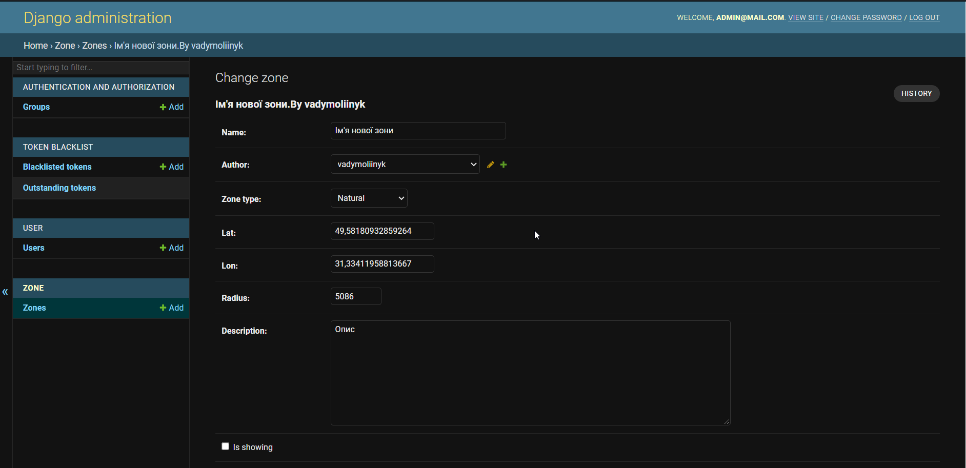 Django administration
WELCOME, ADMIN@MAIL.COM. VIEW SITE / CHANGE PASSWORD / LOG OUT
Home › Zone › Zones › Ім'я нової зони.By vadymoliinyk
Start typing to filter...
AUTHENTICATION AND AUTHORIZATION
Groups + Add
TOKEN BLACKLIST
Blacklisted tokens + Add
Outstanding tokens
USER
Users + Add
ZONE
Zones + Add
«
Change zone
HISTORY
Ім'я нової зони.By vadymoliinyk
Name: Ім'я нової зони
Author: vadymoliinyk
Zone type: Natural
Lat: 49,58180932859264
Lon: 31,33411958813667
Radius: 5086
Description: Опис
Is showing